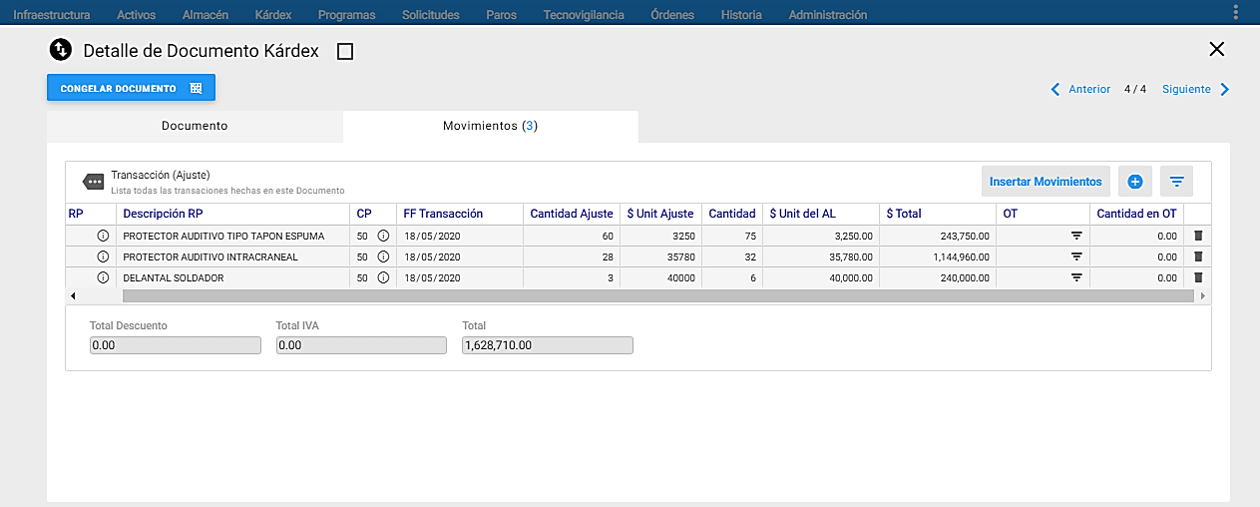 Infraestructura Activos Almacén Kárdex Programas Solicitudes Paros Tecnovigilancia Órdenes Historia Administración
Detalle de Documento Kárdex
CONGELAR DOCUMENTO
Anterior 4 / 4 Siguiente
Documento Movimientos (3)
Transacción (Ajuste)
Lista todas las transaciones hechas en este Documento
Insertar Movimientos
RP Descripción RP CP FF Transacción Cantidad Ajuste $ Unit Ajuste Cantidad $ Unit del AL $ Total OT Cantidad en OT
PROTECTOR AUDITIVO TIPO TAPON ESPUMA 50 18/05/2020 60 3250 75 3,250.00 243,750.00 0.00
PROTECTOR AUDITIVO INTRACRANEAL 50 18/05/2020 28 35780 32 35,780.00 1,144,960.00 0.00
DELANTAL SOLDADOR 50 18/05/2020 3 40000 6 40,000.00 240,000.00 0.00
Total Descuento Total IVA Total
0.00 0.00 1,628,710.00